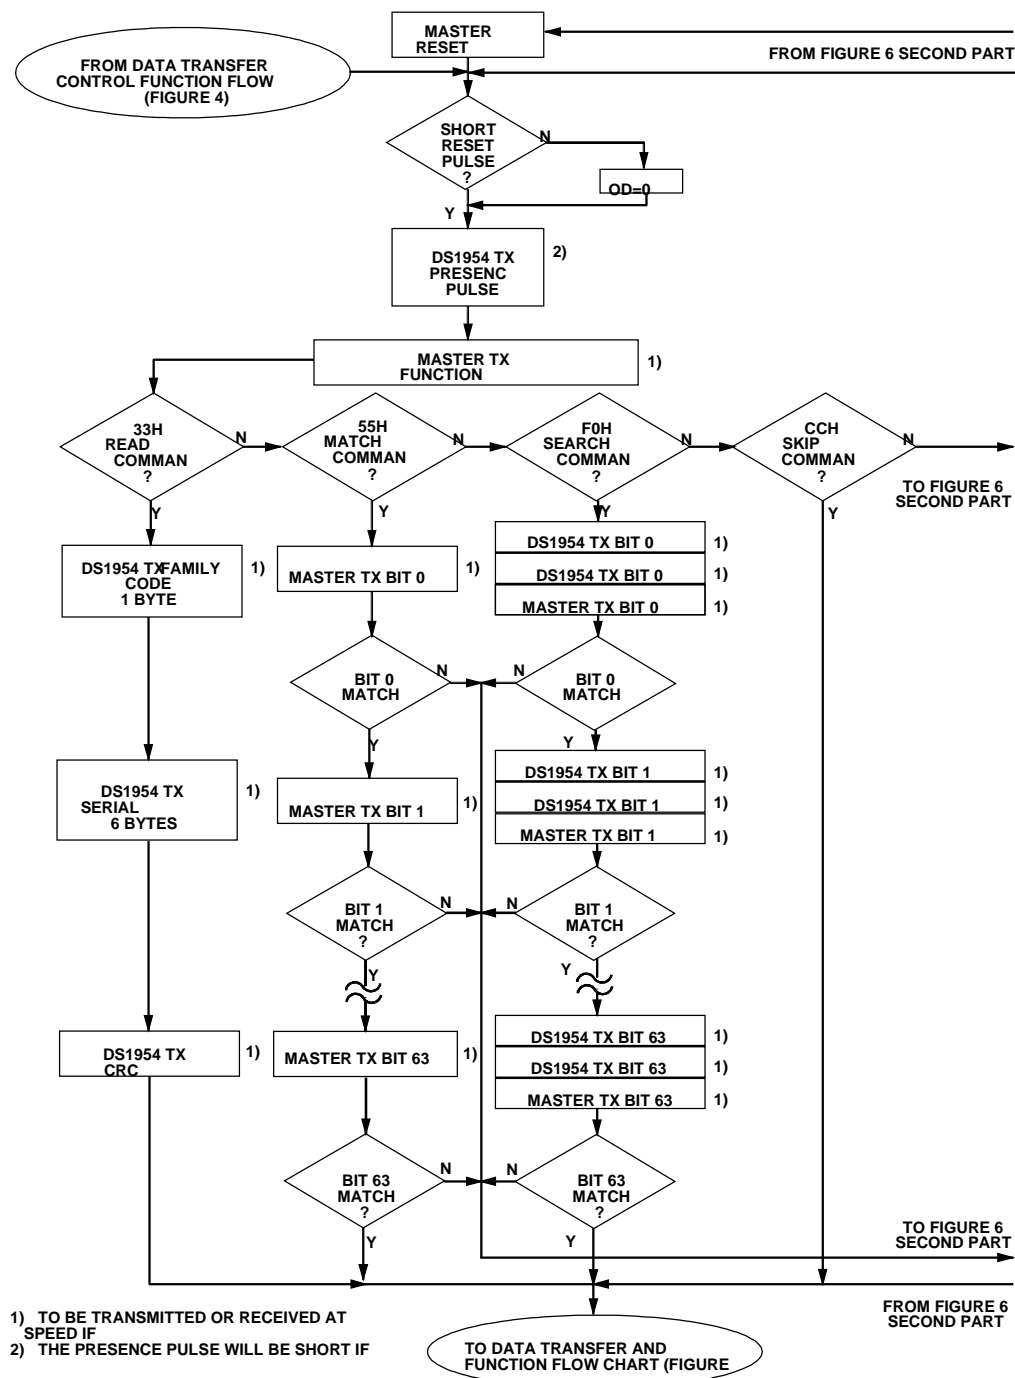 MASTER
RESET
FROM FIGURE 6 SECOND PART
FROM DATA TRANSFER
CONTROL FUNCTION FLOW
(FIGURE 4)
SHORT
RESET
PULSE
?
N
OD=0
Y
DS1954 TX
PRESENC
PULSE
2)
MASTER TX
FUNCTION
1)
33H
READ
COMMAN
?
N
Y
55H
MATCH
COMMAN
?
N
Y
F0H
SEARCH
COMMAN
?
N
Y
CCH
SKIP
COMMAN
?
N
Y
TO FIGURE 6
SECOND PART
DS1954 TX FAMILY
CODE
1 BYTE
1)
MASTER TX BIT 0
1)
DS1954 TX BIT 0
1)
DS1954 TX BIT 0
1)
MASTER TX BIT 0
1)
BIT 0
MATCH
N
Y
N
BIT 0
MATCH
Y
DS1954 TX
SERIAL
6 BYTES
1)
MASTER TX BIT 1
1)
DS1954 TX BIT 1
1)
DS1954 TX BIT 1
1)
MASTER TX BIT 1
1)
BIT 1
MATCH
?
N
Y
N
BIT 1
MATCH
?
Y
DS1954 TX
CRC
1)
MASTER TX BIT 63
1)
DS1954 TX BIT 63
1)
DS1954 TX BIT 63
1)
MASTER TX BIT 63
1)
BIT 63
MATCH
?
N
Y
N
BIT 63
MATCH
?
Y
TO FIGURE 6
SECOND PART
FROM FIGURE 6
SECOND PART
1) TO BE TRANSMITTED OR RECEIVED AT
SPEED IF
2) THE PRESENCE PULSE WILL BE SHORT IF
TO DATA TRANSFER AND
FUNCTION FLOW CHART (FIGURE